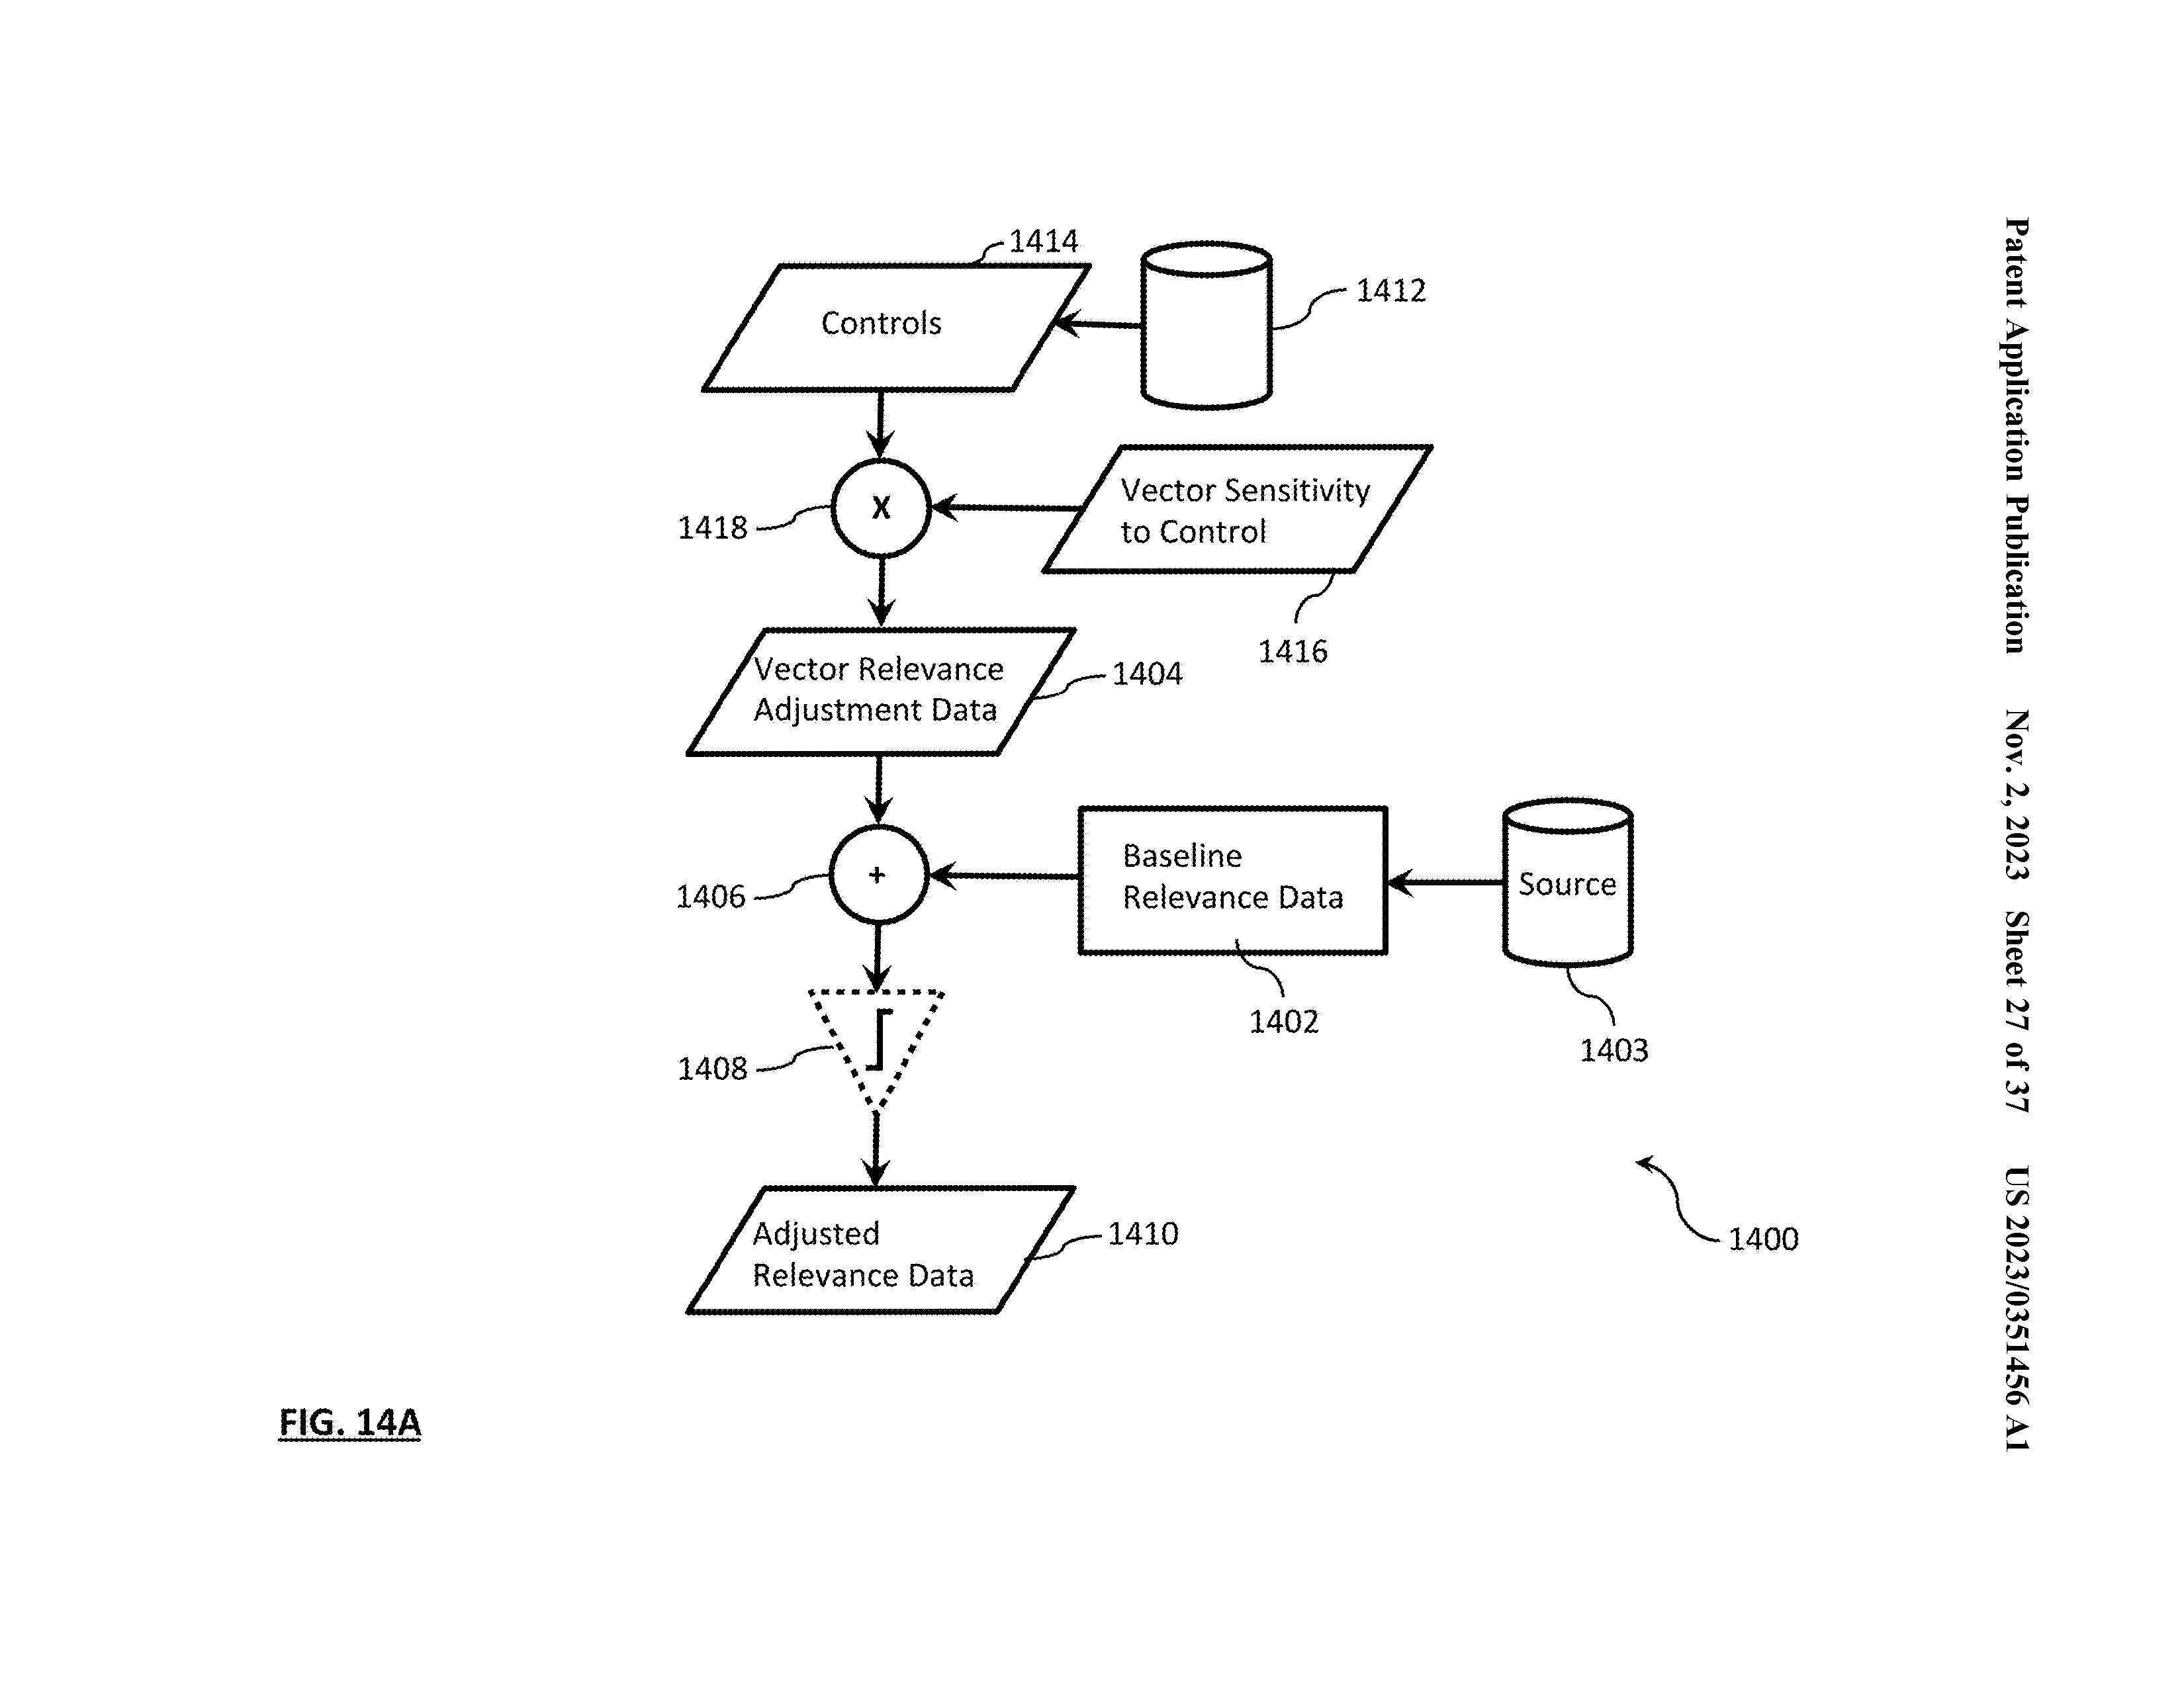 Patent Application Publication Nov. 2, 2023 Sheet 27 of 37 US 2023/0351456 A1
1414
Controls
1412
X
1418
Vector Sensitivity
to Control
1416
Vector Relevance
Adjustment Data
1404
+
1406
Baseline
Relevance Data
1402
Source
1403
1408
Adjusted
Relevance Data
1410
1400
FIG. 14A